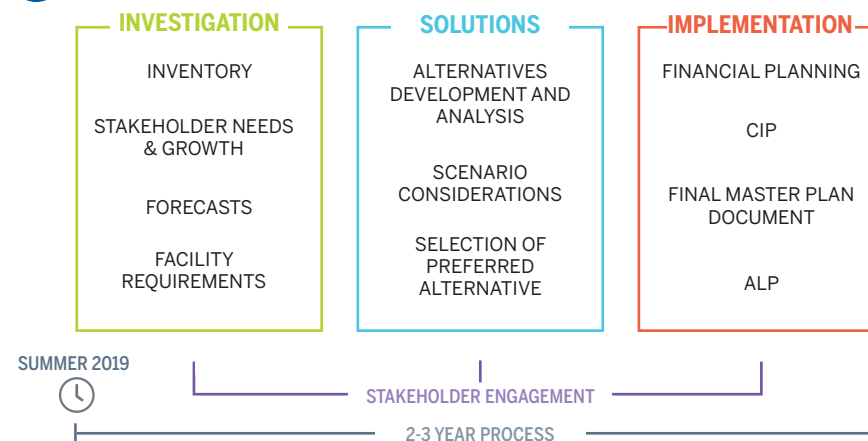 INVESTIGATION
INVENTORY
STAKEHOLDER NEEDS
& GROWTH
FORECASTS
FACILITY
REQUIREMENTS
SOLUTIONS
ALTERNATIVES
DEVELOPMENT AND
ANALYSIS
SCENARIO
CONSIDERATIONS
SELECTION OF
PREFERRED
ALTERNATIVE
IMPLEMENTATION
FINANCIAL PLANNING
CIP
FINAL MASTER PLAN
DOCUMENT
ALP
SUMMER 2019
STAKEHOLDER ENGAGEMENT
2-3 YEAR PROCESS